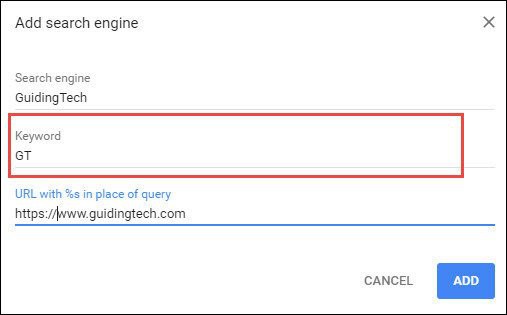 Add search engine
Search engine
GuidingTech
Keyword
GT
URL with %s in place of query
https://www.guidingtech.com
CANCEL ADD